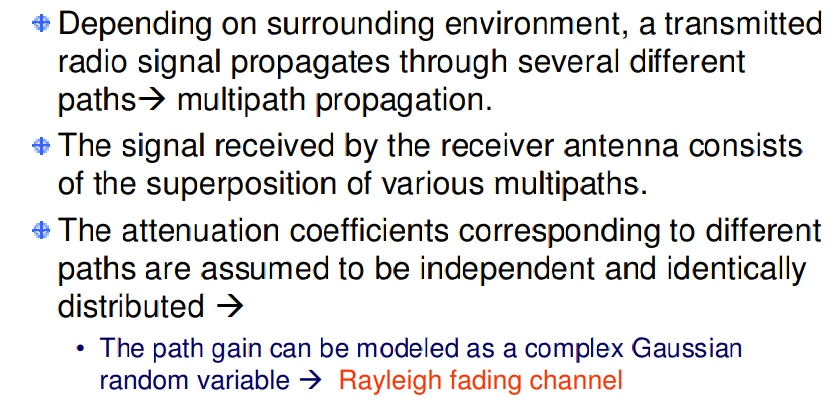 Depending on surrounding environment, a transmitted
radio signal propagates through several different
paths→ multipath propagation.
The signal received by the receiver antenna consists
of the superposition of various multipaths.
The attenuation coefficients corresponding to different
paths are assumed to be independent and identically
distributed →
• The path gain can be modeled as a complex Gaussian
random variable → Rayleigh fading channel